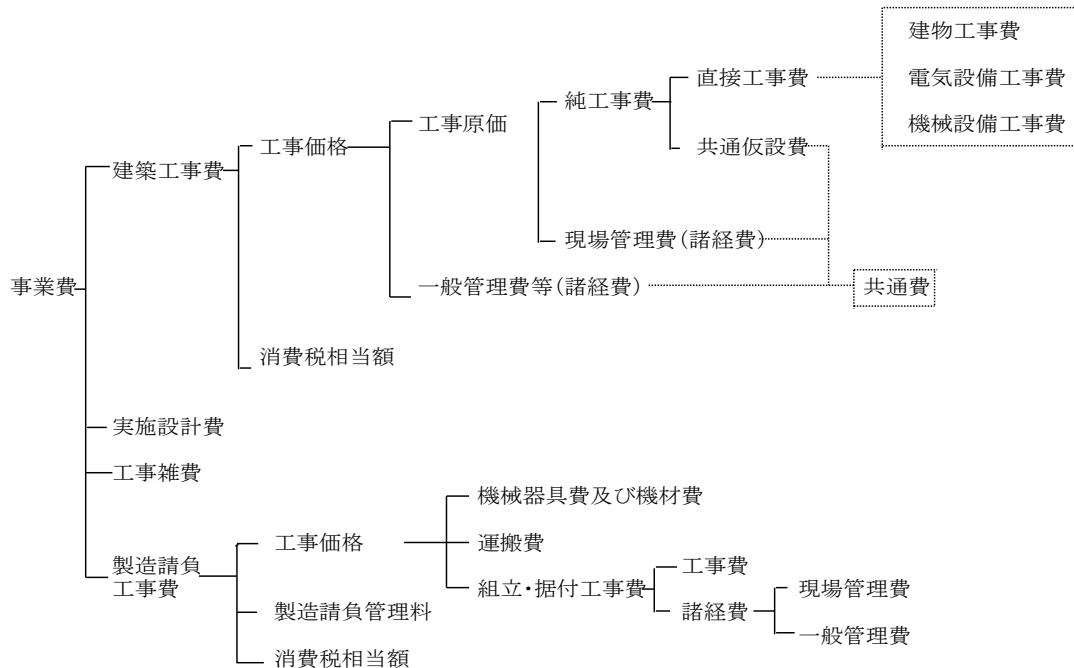 建物工事費
電気設備工事費
機械設備工事費
直接工事費
純工事費
工事原価
共通仮設費
工事価格
建築工事費
現場管理費(諸経費)
事業費
一般管理費等(諸経費)
共通費
消費税相当額
実施設計費
工事雑費
機械器具費及び機材費
工事価格
運搬費
製造請負
工事費
組立・据付工事費
工事費
諸経費
現場管理費
製造請負管理料
一般管理費
消費税相当額